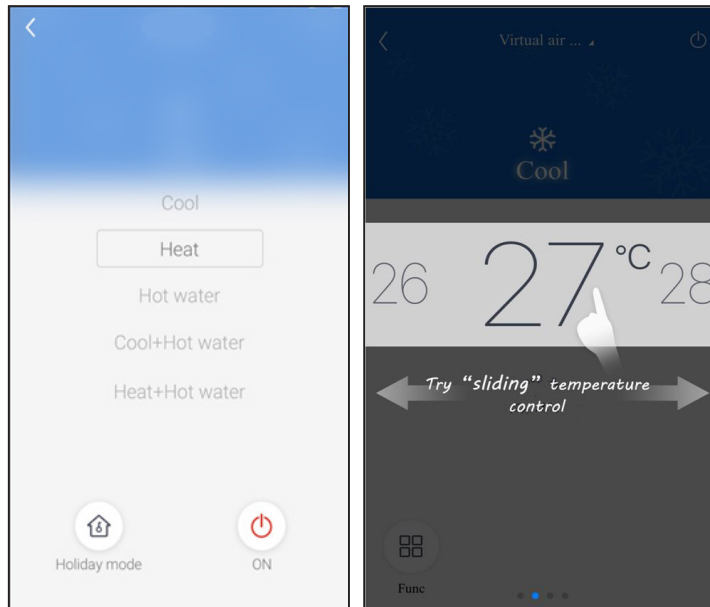 Cool
Heat
Hot water
Cool+Hot water
Heat+Hot water
Holiday mode
ON
Virtual air ...
Cool
26
27°C
28
Try “sliding” temperature
control
Func